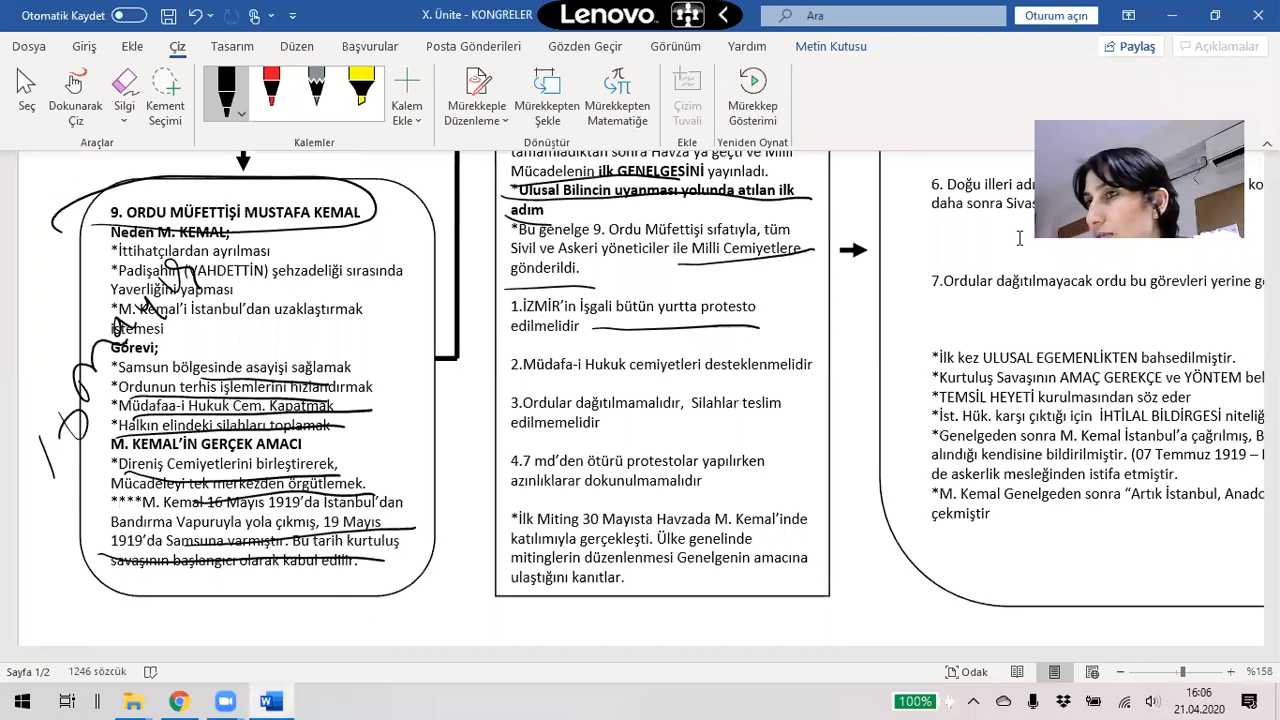 Otomatik Kaydet
X. Ünite - KONGRELER
Lenovo
Ara
Oturum açın
Dosya
Giriş
Ekle
Çiz
Tasarım
Düzen
Başvurular
Posta Gönderileri
Gözden Geçir
Görünüm
Yardım
Metin Kutusu
Paylaş
Açıklamalar
Seç
Dokunarak Çiz
Silgi
Kement Seçimi
Kalem Ekle
Mürekkeple Düzenleme
Mürekkepten Şekle
Mürekkepten Matematiğe
Çizim Tuvali
Mürekkep Gösterimi
Araçlar
Kalemler
Dönüştür
Ekle
Yeniden Oynat
9. ORDU MÜFETTİŞİ MUSTAFA KEMAL
Neden M. KEMAL;
*İttihatçılardan ayrılması
*Padişahın (VAHDETTİN) şehzadeliği sırasında
Yaverliğini yapması
*M. Kemal’i İstanbul’dan uzaklaştırmak
istemesi
Görevi;
*Samsun bölgesinde asayişi sağlamak
*Ordunun terhis işlemlerini hızlandırmak
*Müdafaa-i Hukuk Cem. Kapatmak
*Halkın elindeki silahları toplamak
M. KEMAL’İN GERÇEK AMACI
*Direniş Cemiyetlerini birleştirerek,
Mücadeleyi tek merkezden örgütlemek.
****M. Kemal 16 Mayıs 1919’da İstanbul’dan
Bandırma Vapuruyla yola çıkmış, 19 Mayıs
1919’da Samsuna varmıştır. Bu tarih kurtuluş
savaşının başlangıcı olarak kabul edilir.
tamamladıktan sonra Havza’ya geçti ve Milli
Mücadelenin ilk GENELGESİNİ yayınladı.
*Ulusal Bilincin uyanması yolunda atılan ilk
adım
*Bu genelge 9. Ordu Müfettişi sıfatıyla, tüm
Sivil ve Askeri yöneticiler ile Milli Cemiyetlere
gönderildi.
1.İZMİR’in İşgali bütün yurtta protesto
edilmelidir
2.Müdafa-i Hukuk cemiyetleri desteklenmelidir
3.Ordular dağıtılmamalıdır, Silahlar teslim
edilmemelidir
4.7 md’den ötürü protestolar yapılırken
azınlıklar dokunulmamalıdır
*İlk Miting 30 Mayısta Havzada M. Kemal’inde
katılımıyla gerçekleşti. Ülke genelinde
mitinglerin düzenlenmesi Genelgenin amacına
ulaştığını kanıtlar.
6. Doğu illeri adı
daha sonra Sivas
7.Ordular dağıtılmayacak ordu bu görevleri yerine ge
*İlk kez ULUSAL EGEMENLİKTEN bahsedilmiştir.
*Kurtuluş Savaşının AMAÇ GEREKÇE ve YÖNTEM bel
*TEMSİL HEYETİ kurulmasından söz eder
*İst. Hük. karşı çıktığı için İHTİLAL BİLDİRGESİ niteliğ
*Genelgeden sonra M. Kemal İstanbul’a çağrılmış, B
alındığı kendisine bildirilmiştir. (07 Temmuz 1919 –
de askerlik mesleğinden istifa etmiştir.
*M. Kemal Genelgeden sonra “Artık İstanbul, Anado
çekmiştir
Sayfa 1/2
1246 sözcük
Odak
%158
100%
16:06
21.04.2020